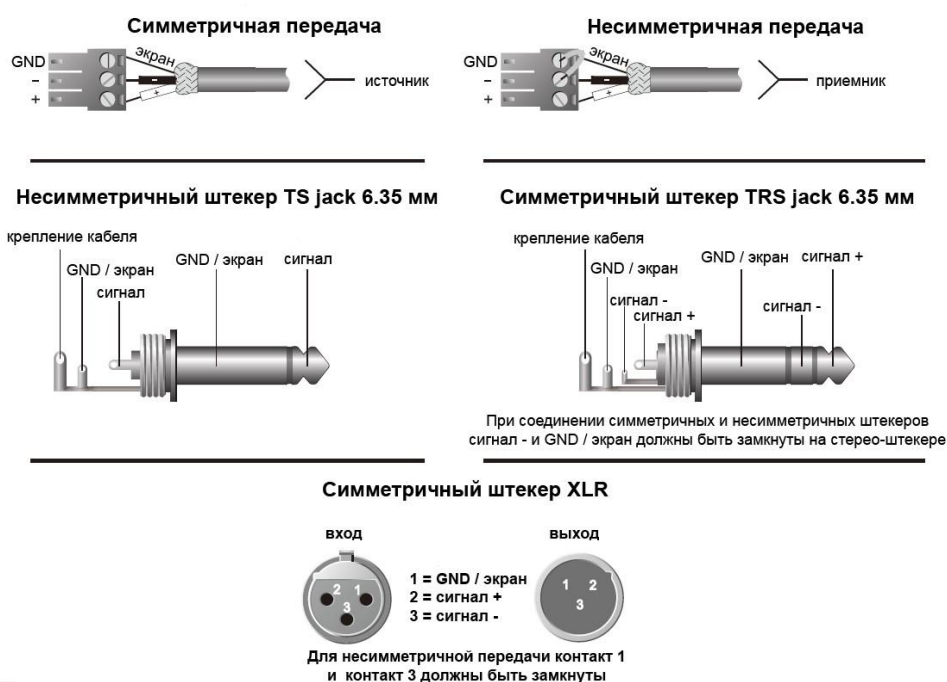 Симметричная передача
GND
–
+
экран
-
+
источник
Несимметричная передача
GND
–
+
экран
-
+
приемник
Несимметричный штекер TS jack 6.35 мм
крепление кабеля
GND / экран
сигнал
GND / экран
сигнал
Симметричный штекер TRS jack 6.35 мм
крепление кабеля
GND / экран
сигнал -
сигнал +
GND / экран
сигнал -
сигнал +
При соединении симметричных и несимметричных штекеров
сигнал - и GND / экран должны быть замкнуты на стерео-штекере
Симметричный штекер XLR
вход
2 1
3
1 = GND / экран
2 = сигнал +
3 = сигнал -
выход
1 2
3
Для несимметричной передачи контакт 1
и контакт 3 должны быть замкнуты